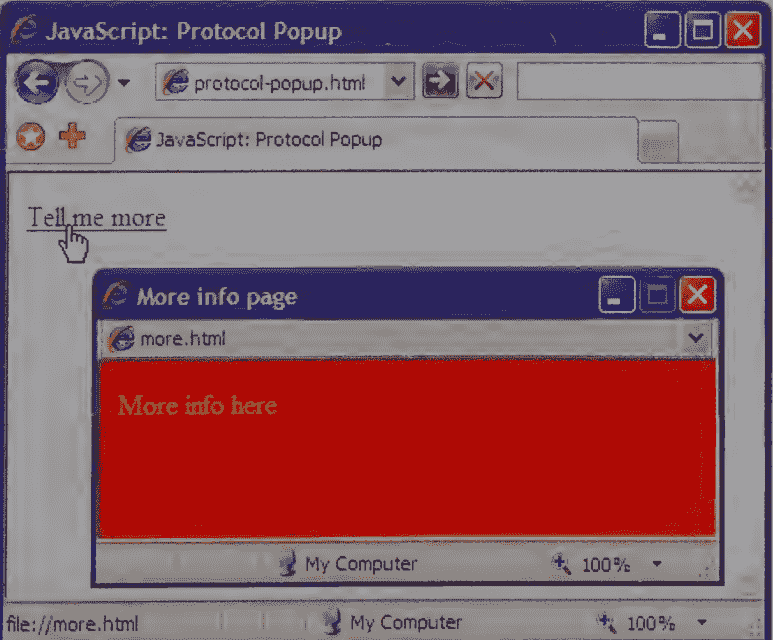 JavaScript: Protocol Popup
protocol-popup.html
JavaScript: Protocol Popup
Tell me more
More info page
more.html
More info here
My Computer 100%
file://more.html My Computer 100%